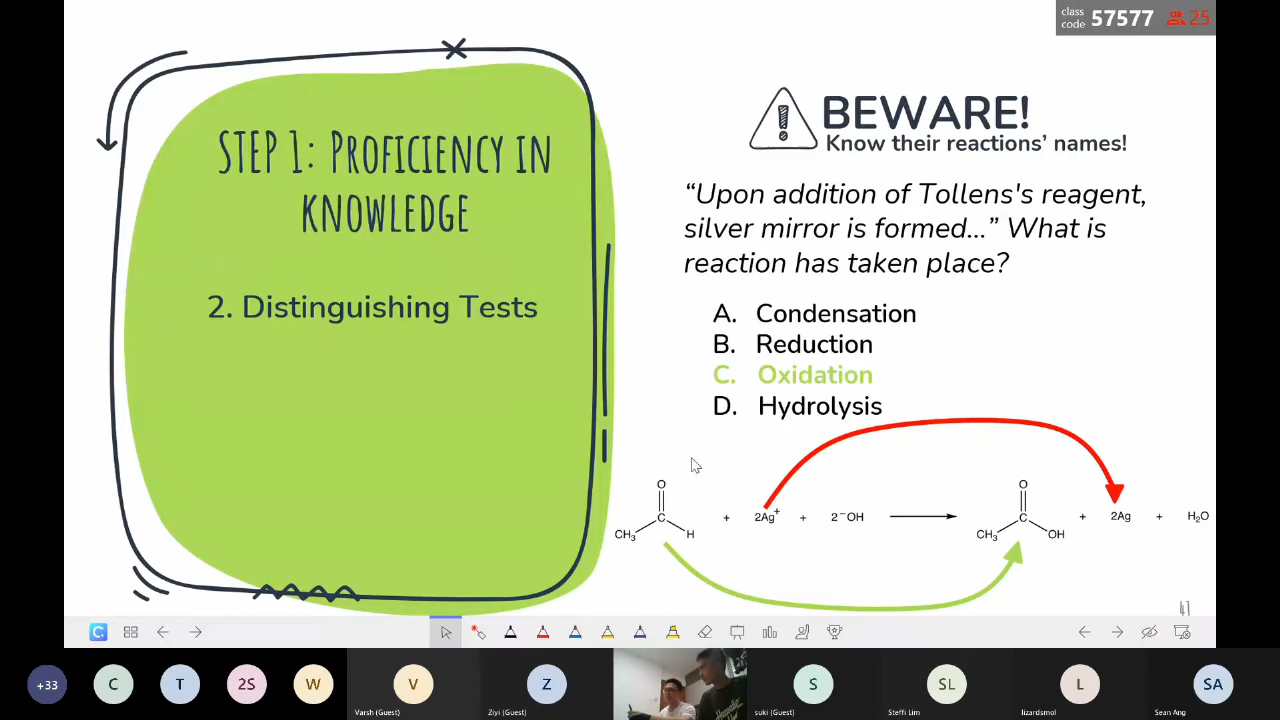 class code 57577 25
STEP 1: PROFICIENCY IN
KNOWLEDGE
2. Distinguishing Tests
BEWARE!
Know their reactions’ names!
“Upon addition of Tollens's reagent,
silver mirror is formed...” What is
reaction has taken place?
A. Condensation
B. Reduction
C. Oxidation
D. Hydrolysis
O O
CH₃ C H + 2Ag⁺ + 2⁻OH CH₃ C OH + 2Ag + H₂O
41
C
+33 C T 2S W V Z S SL L SA
Varsh (Guest) Ziyi (Guest) suki (Guest) Steffi Lim lizardsmol Sean Ang